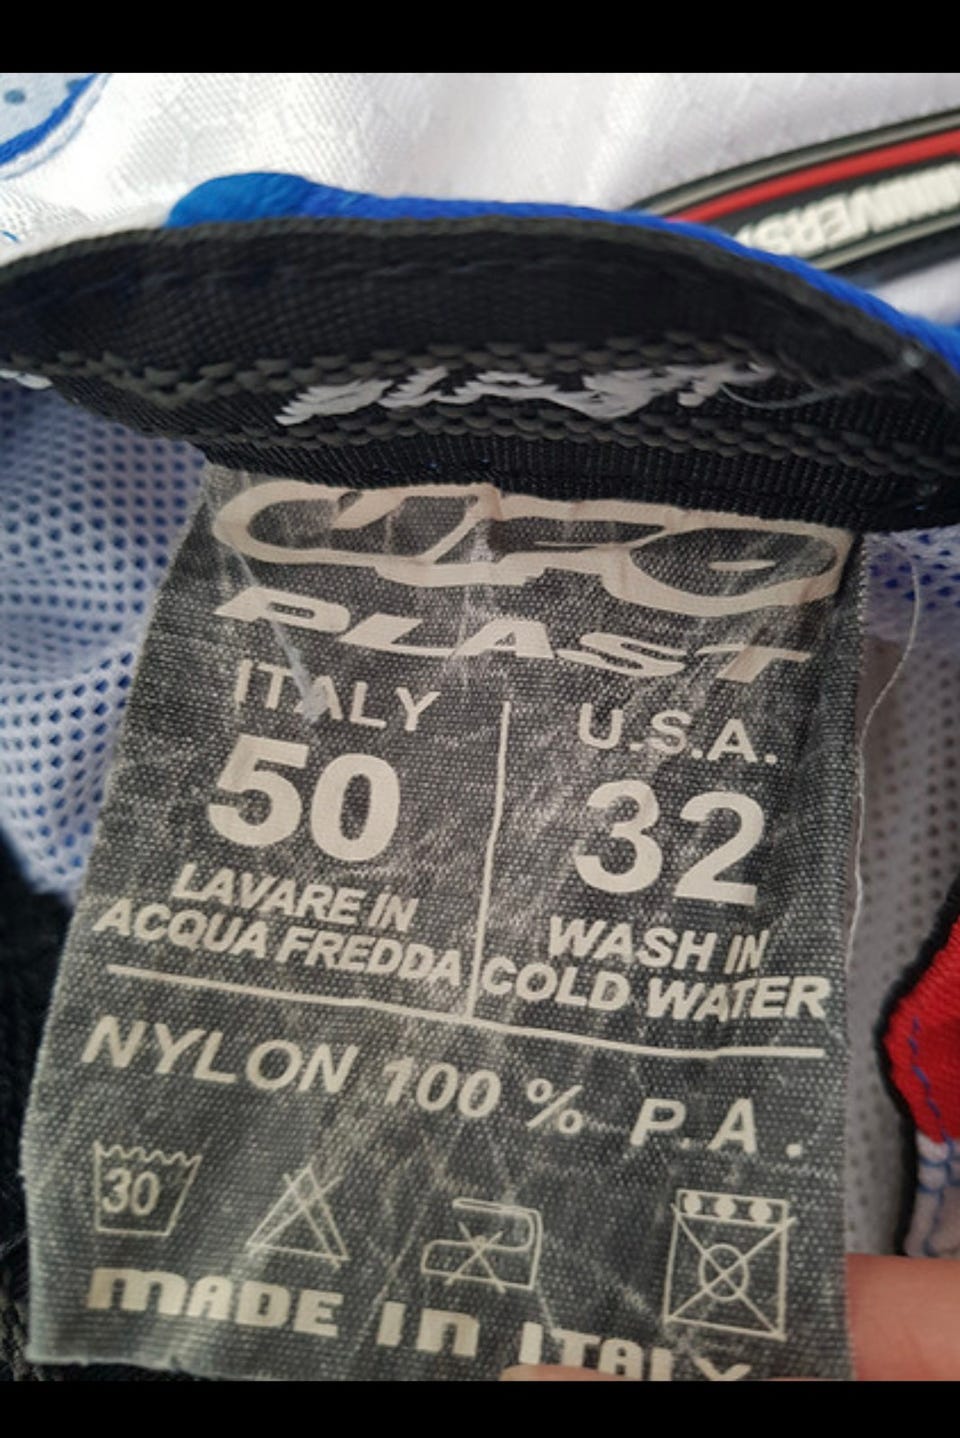 ANNIVERSA
UFO
PLAST
ITALY
50
LAVARE IN
ACQUA FREDDA
U.S.A.
32
WASH IN
COLD WATER
NYLON 100 % P.A.
30
MADE IN ITALY